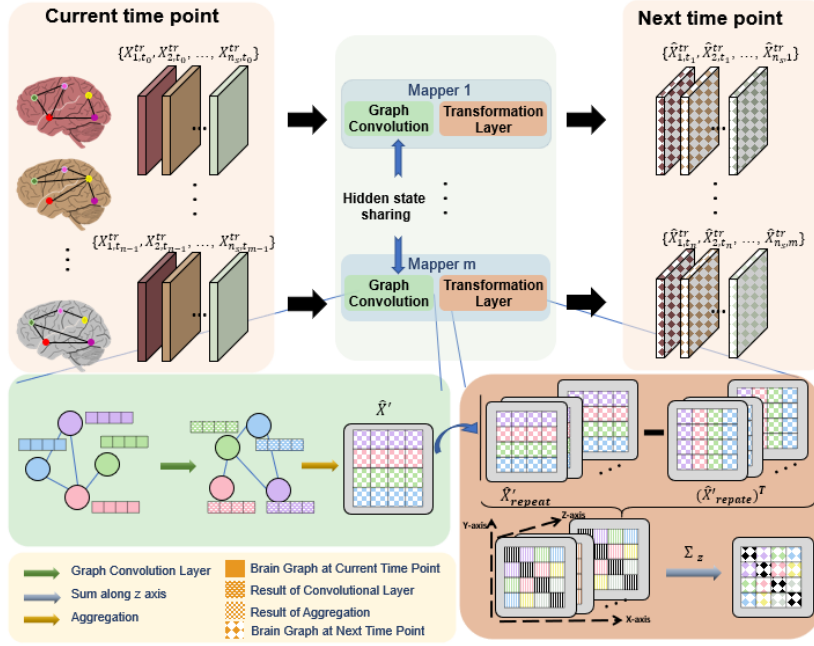 Current time point
Next time point
{X^{tr}_{1,t_0}, X^{tr}_{2,t_0}, …, X^{tr}_{n_s,t_0}}
{X̂^{tr}_{1,t_1}, X̂^{tr}_{2,t_1}, …, X̂^{tr}_{n_s,1}}
Mapper 1
Graph Convolution
Transformation Layer
Hidden state sharing
{X^{tr}_{1,t_{n-1}}, X^{tr}_{2,t_{n-1}}, …, X^{tr}_{n_s,t_{m-1}}}
{X̂^{tr}_{1,t_n}, X̂^{tr}_{2,t_n}, …, X̂^{tr}_{n_s,m}}
Mapper m
Graph Convolution
Transformation Layer
X̂′
X̂′_{repeat}
(X̂′_{repate})^T
Y-axis
Z-axis
X-axis
Σ_z
Graph Convolution Layer
Sum along z axis
Aggregation
Brain Graph at Current Time Point
Result of Convolutional Layer
Result of Aggregation
Brain Graph at Next Time Point